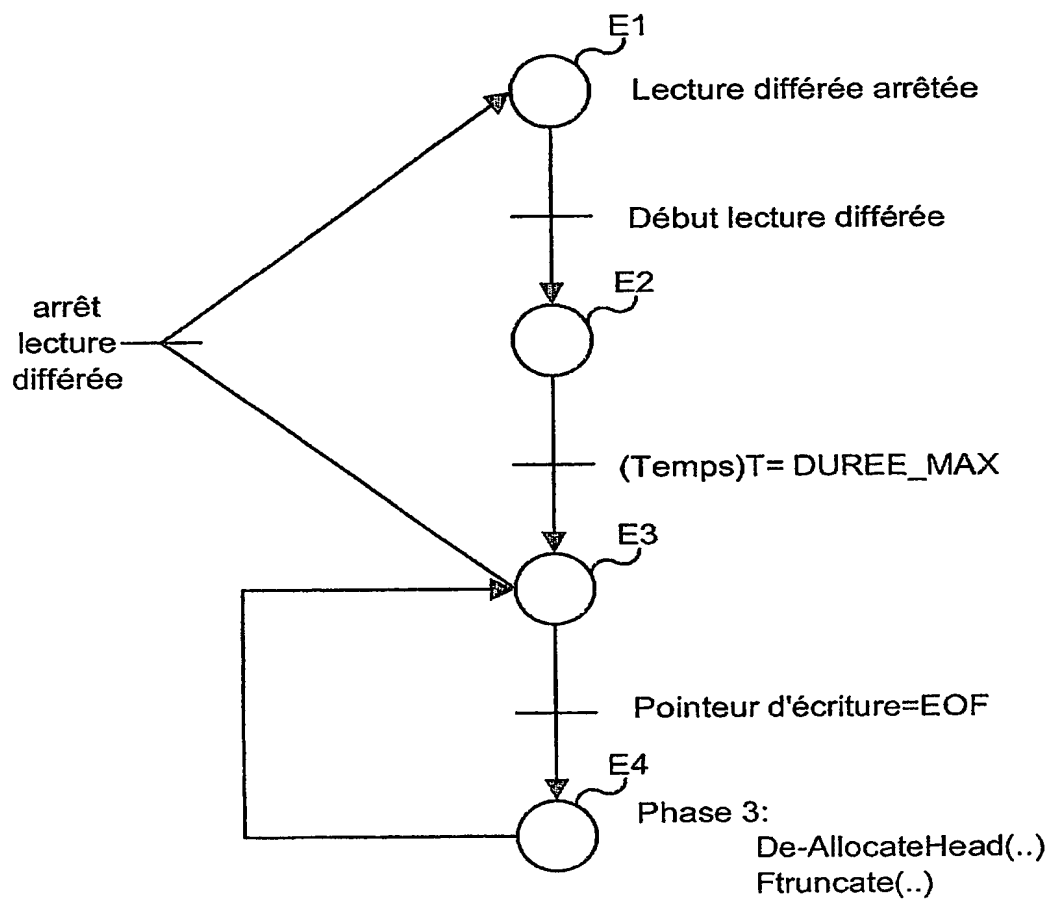 E1
Lecture différée arrêtée
Début lecture différée
E2
arrêt
lecture
différée
(Temps)T= DUREE_MAX
E3
Pointeur d'écriture=EOF
E4
Phase 3:
De-AllocateHead(..)
Ftruncate(..)